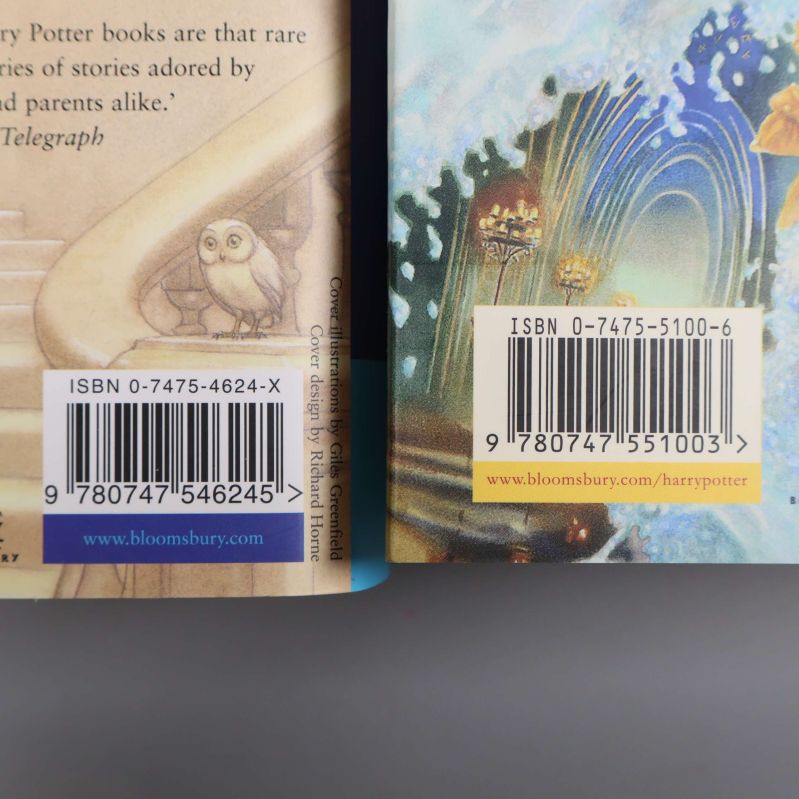 ry Potter books are that rare
ries of stories adored by
nd parents alike.’
Telegraph
Cover illustrations by Giles Greenfield
Cover design by Richard Horne
ISBN 0-7475-4624-X
9 780747 546245 >
www.bloomsbury.com
RY
ISBN 0-7475-5100-6
9 780747 551003 >
www.bloomsbury.com/harrypotter
B